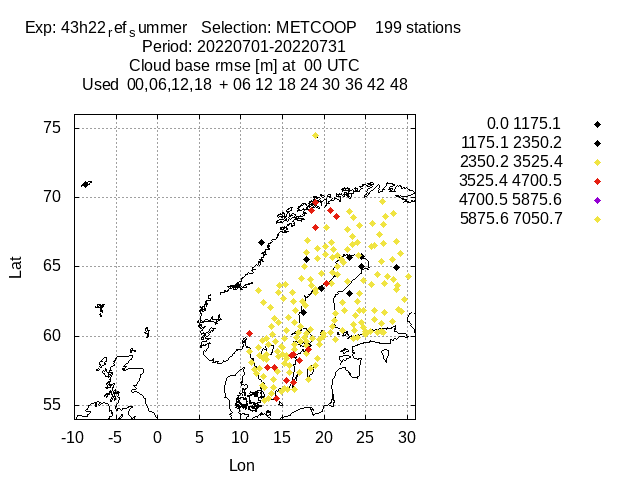 Exp: 43h22ref summer Selection: METCOOP 199 stations
Period: 20220701-20220731
Cloud base rmse [m] at 00 UTC
Used 00,06,12,18 + 06 12 18 24 30 36 42 48
0.0 1175.1
1175.1 2350.2
2350.2 3525.4
3525.4 4700.5
4700.5 5875.6
5875.6 7050.7
75
70
65
60
55
Lat
-10 -5 0 5 10 15 20 25 30
Lon